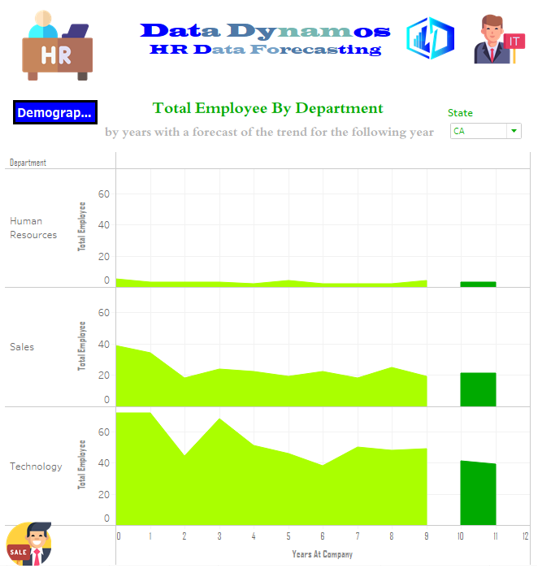 HR
Data Dynamos
HR Data Forecasting
IT
Demograp...
Total Employee By Department
by years with a forecast of the trend for the following year
State
CA
Department
Human
Resources
Total Employee
60
40
20
0
Sales
Total Employee
60
40
20
0
Technology
Total Employee
60
40
20
0
0 1 2 3 4 5 6 7 8 9 10 11 12
Years At Company
SALE